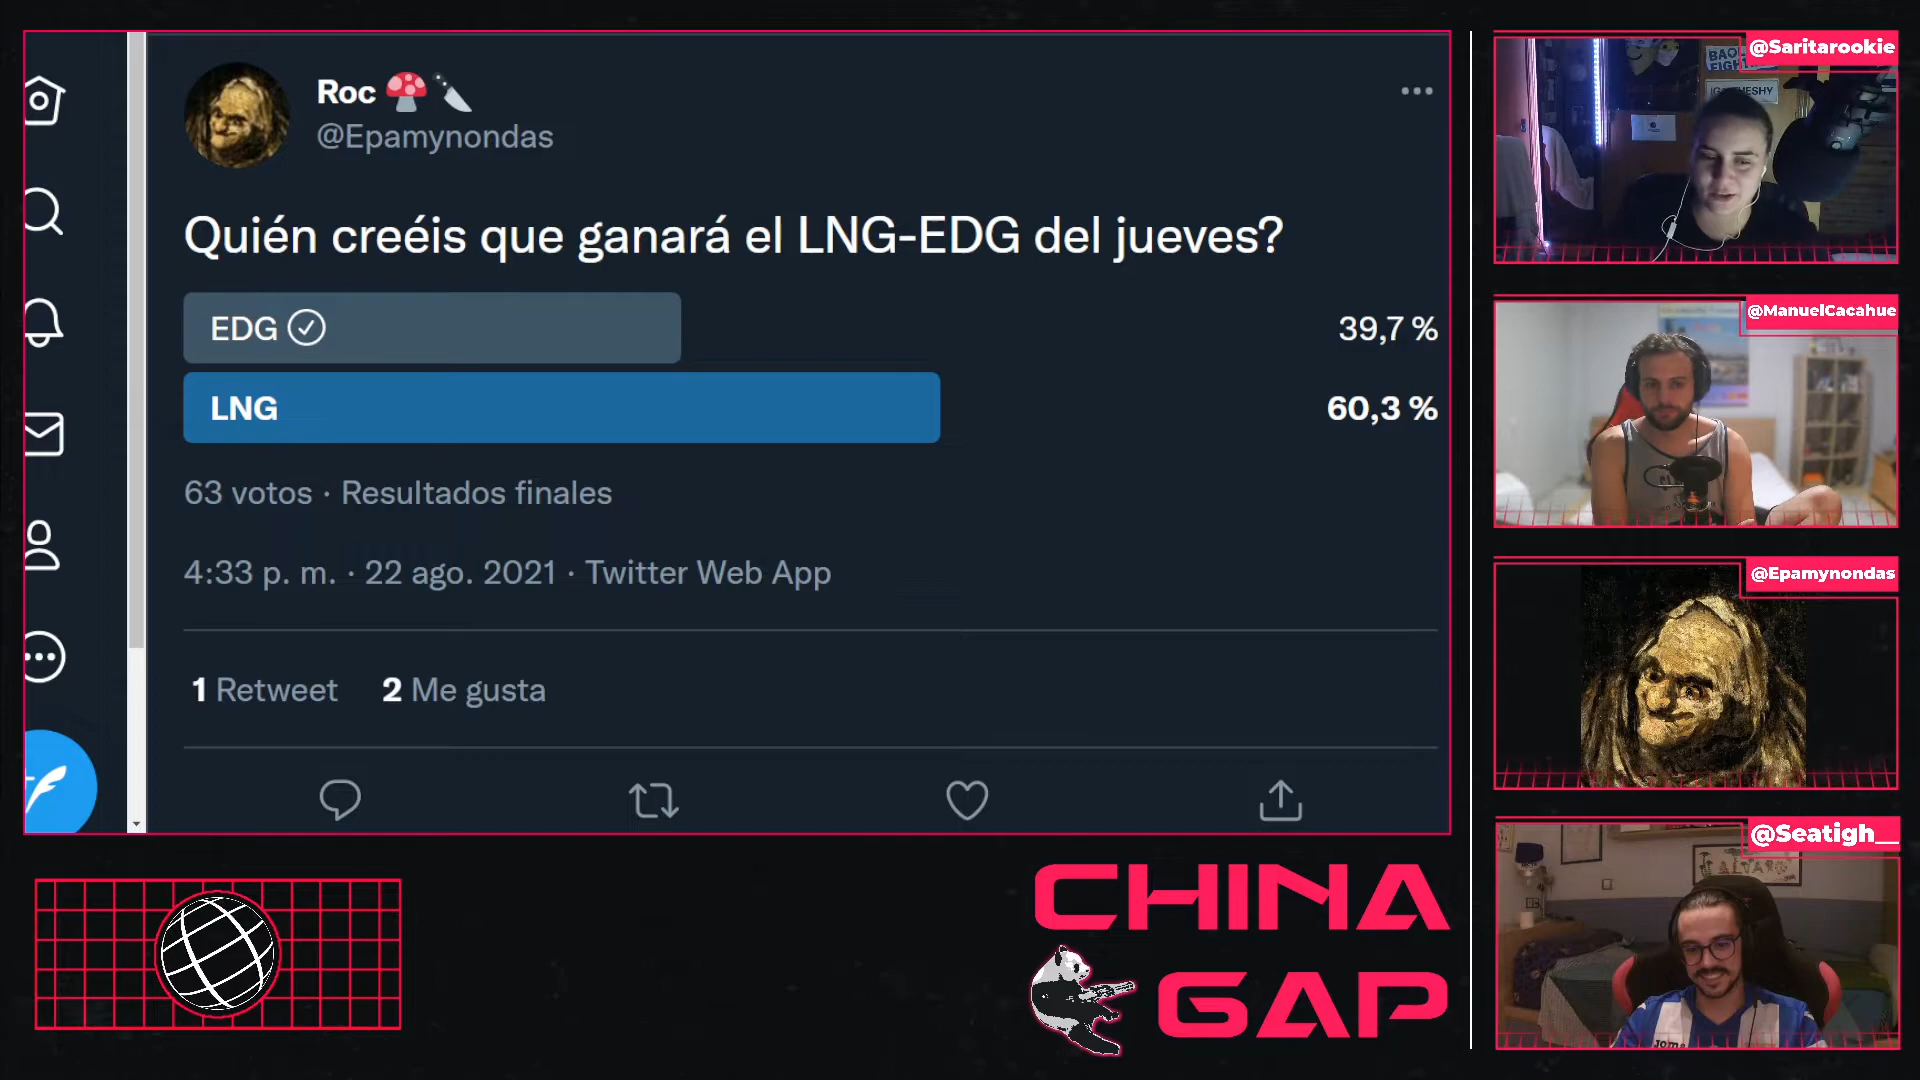 Roc 🍄🔪
@Epamynondas
Quién creéis que ganará el LNG-EDG del jueves?
EDG
39,7 %
LNG
60,3 %
63 votos · Resultados finales
4:33 p. m. · 22 ago. 2021 · Twitter Web App
1 Retweet 2 Me gusta
CHINA
GAP
@Saritarookie
@ManuelCacahue
@Epamynondas
@Seatigh__